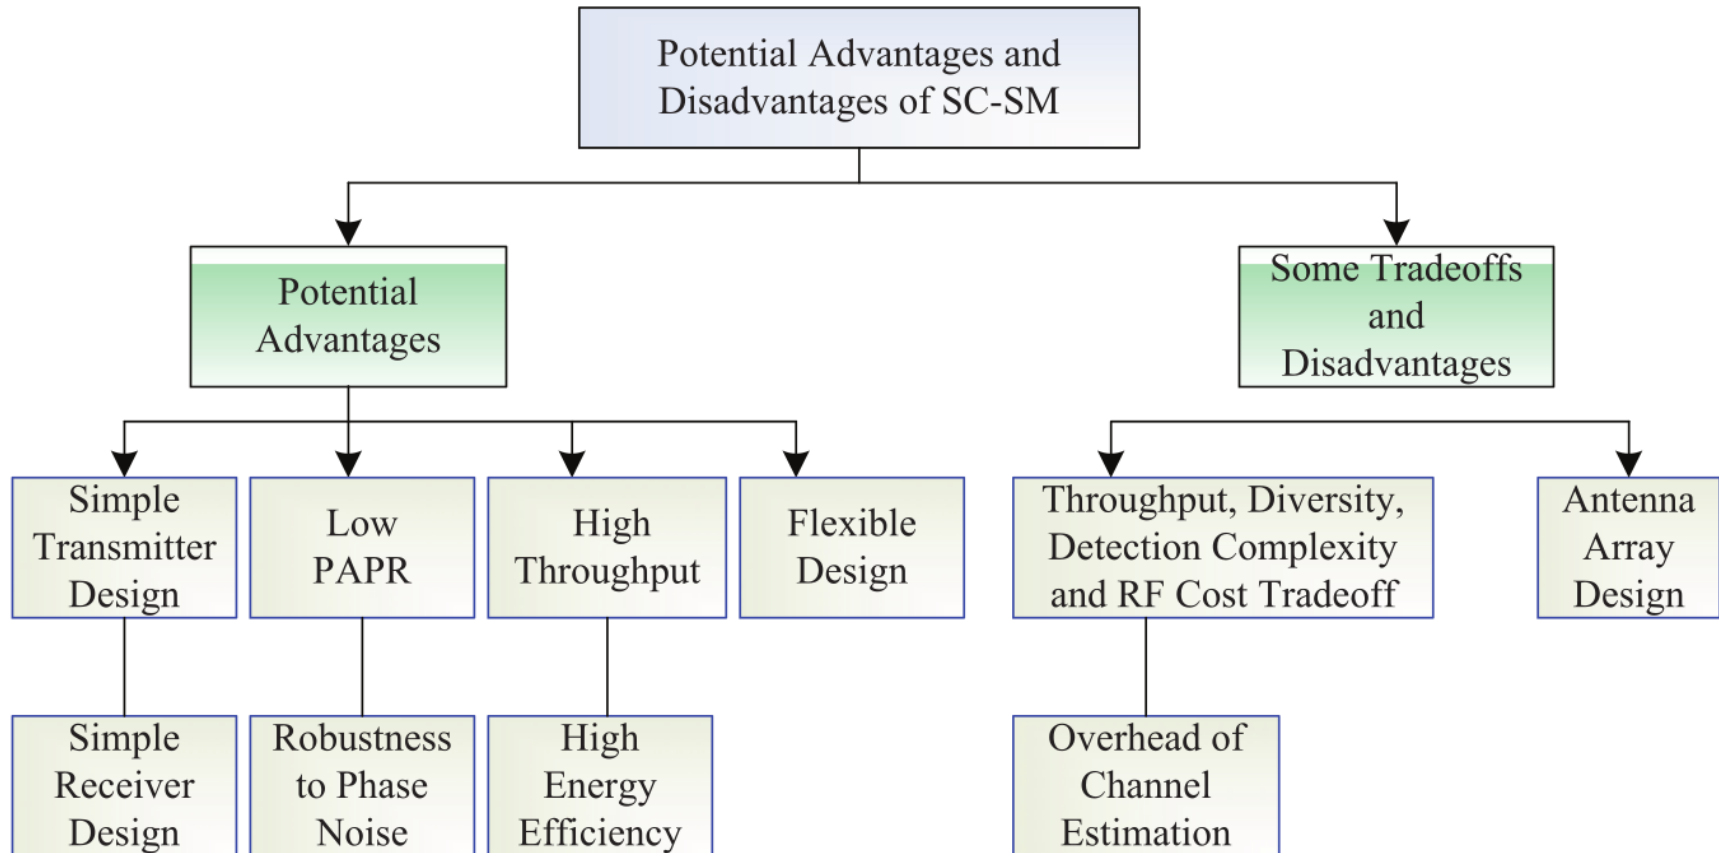 Potential Advantages and
Disadvantages of SC-SM
Potential
Advantages
Some Tradeoffs
and
Disadvantages
Simple
Transmitter
Design
Low
PAPR
High
Throughput
Flexible
Design
Throughput, Diversity,
Detection Complexity
and RF Cost Tradeoff
Antenna
Array
Design
Simple
Receiver
Design
Robustness
to Phase
Noise
High
Energy
Efficiency
Overhead of
Channel
Estimation